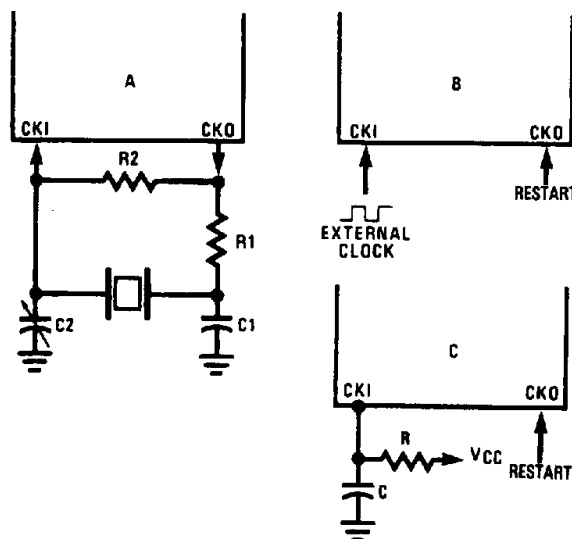 A
CKI
CKO
R2
R1
C2
C1
B
CKI
CKO
RESTART
EXTERNAL
CLOCK
C
CKI
CKO
R
VCC
RESTART
C